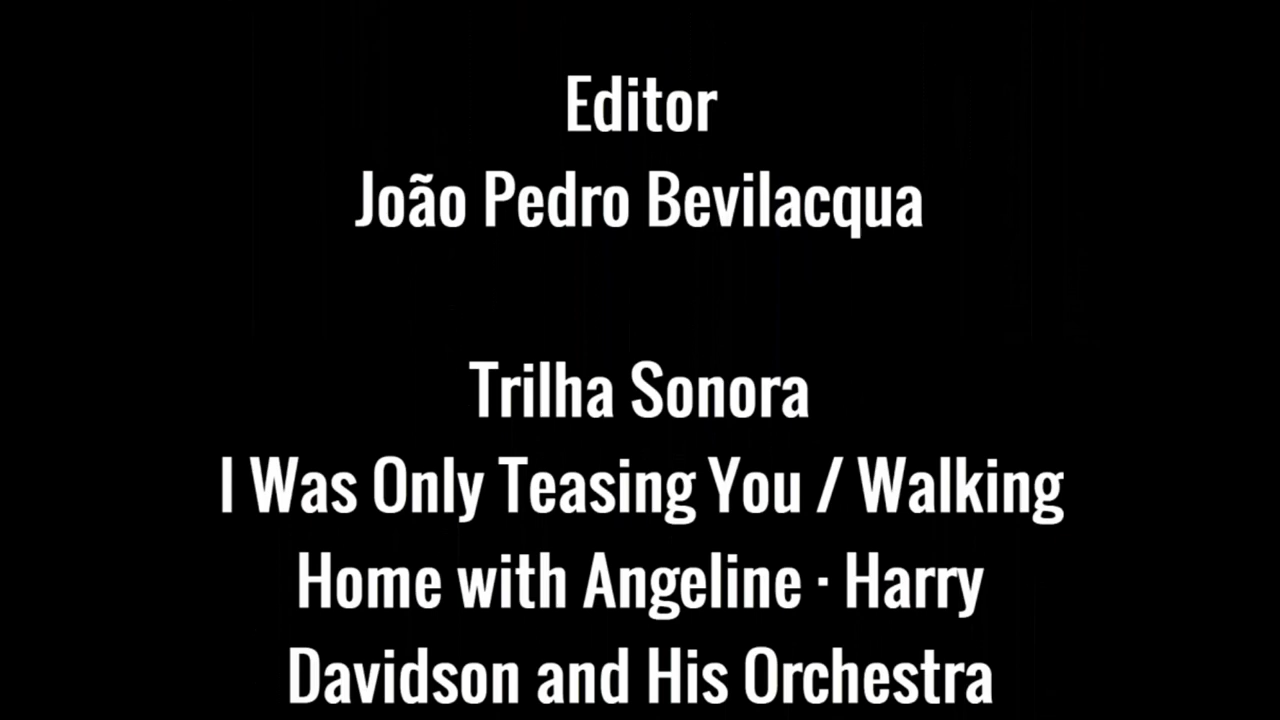 Editor
João Pedro Bevilacqua
Trilha Sonora
I Was Only Teasing You / Walking
Home with Angeline - Harry
Davidson and His Orchestra